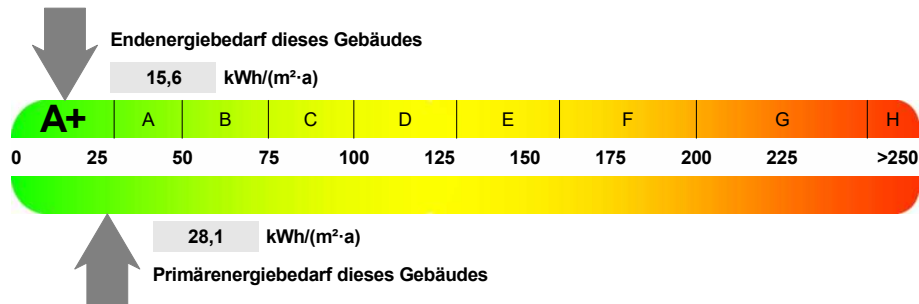 Endenergiebedarf dieses Gebäudes
15,6 kWh/(m²·a)
A+ A B C D E F G H
0 25 50 75 100 125 150 175 200 225 >250
28,1 kWh/(m²·a)
Primärenergiebedarf dieses Gebäudes